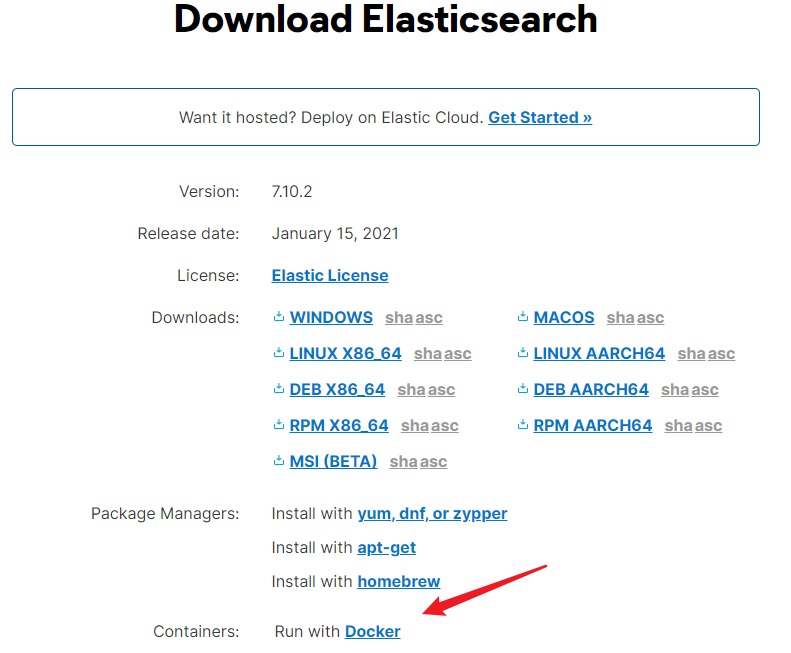 Download Elasticsearch
Want it hosted? Deploy on Elastic Cloud. Get Started »
Version: 7.10.2
Release date: January 15, 2021
License: Elastic License
Downloads: WINDOWS sha asc MACOS sha asc
LINUX X86_64 sha asc LINUX AARCH64 sha asc
DEB X86_64 sha asc DEB AARCH64 sha asc
RPM X86_64 sha asc RPM AARCH64 sha asc
MSI (BETA) sha asc
Package Managers: Install with yum, dnf, or zypper
Install with apt-get
Install with homebrew
Containers: Run with Docker